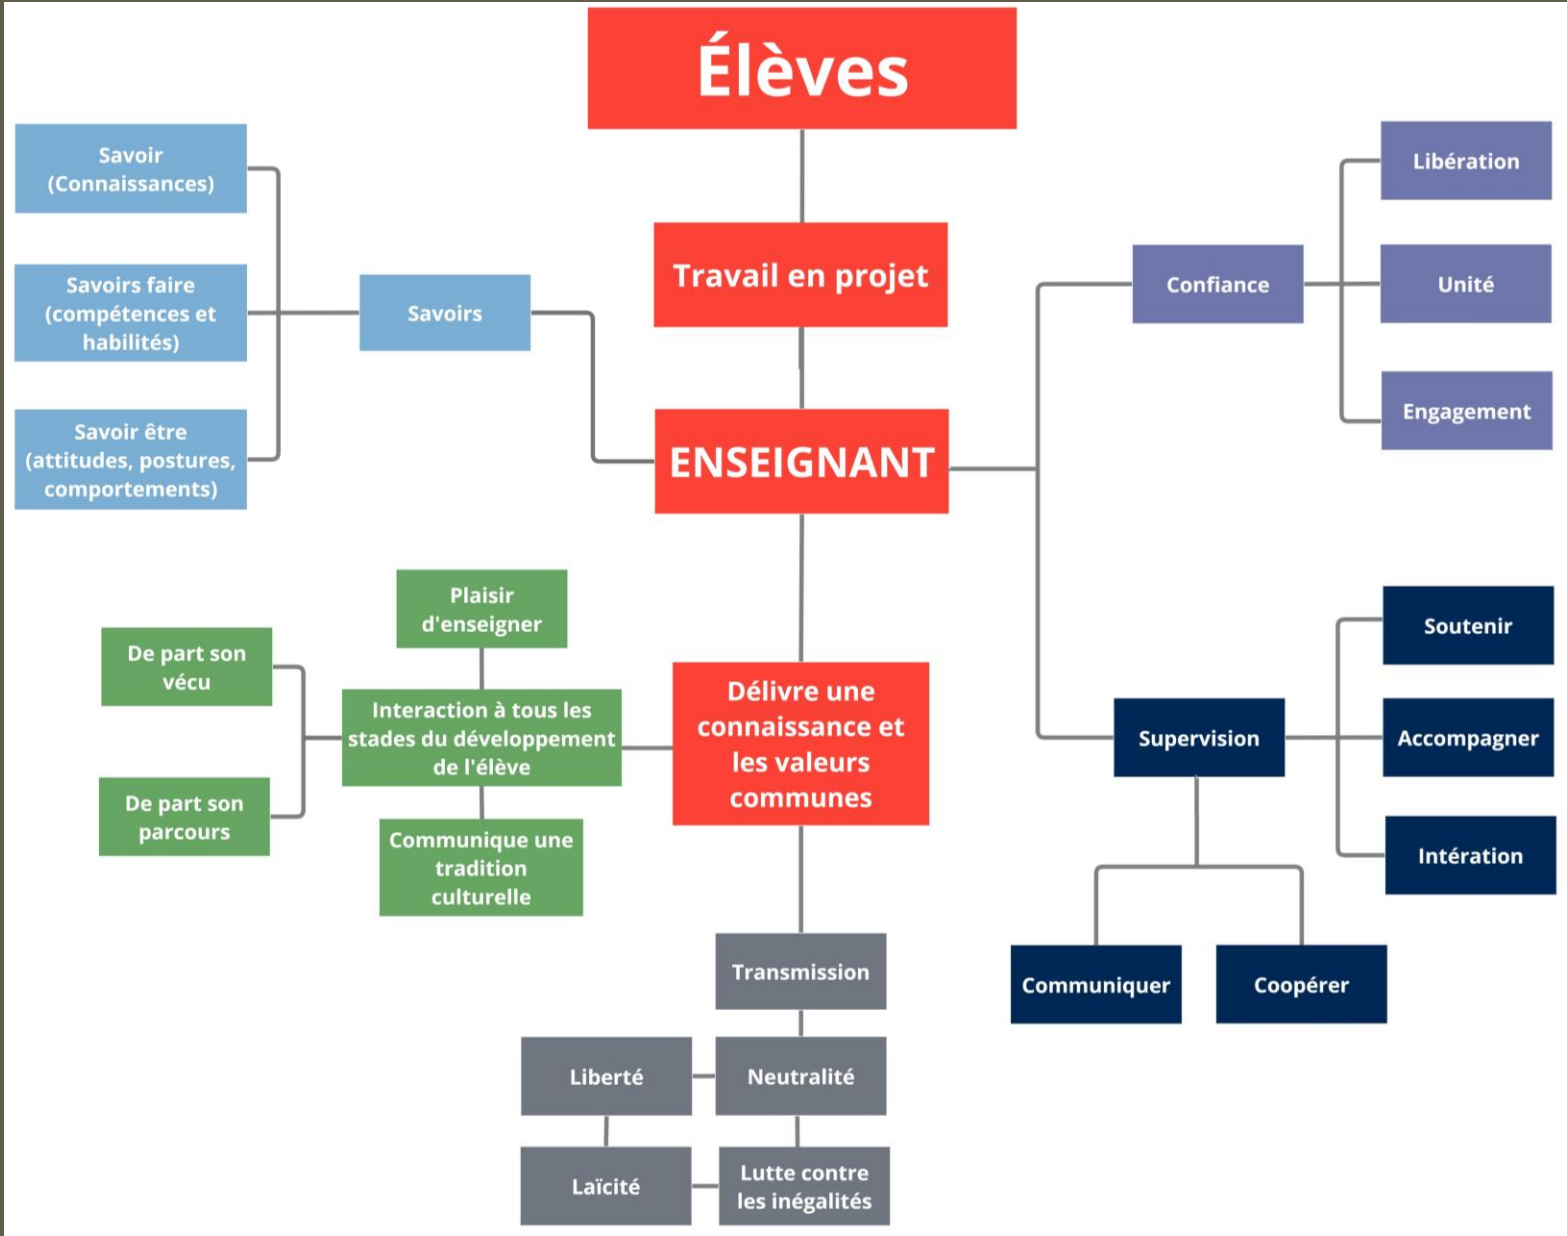 Élèves
Travail en projet
ENSEIGNANT
Savoirs
Savoir
(Connaissances)
Savoirs faire
(compétences et
habilités)
Savoir être
(attitudes, postures,
comportements)
Confiance
Libération
Unité
Engagement
Supervision
Soutenir
Accompagner
Intération
Communiquer
Coopérer
Délivre une
connaissance et
les valeurs
communes
Plaisir
d'enseigner
Interaction à tous les
stades du développement
de l'élève
De part son
vécu
De part son
parcours
Communique une
tradition
culturelle
Transmission
Liberté
Neutralité
Laïcité
Lutte contre
les inégalités